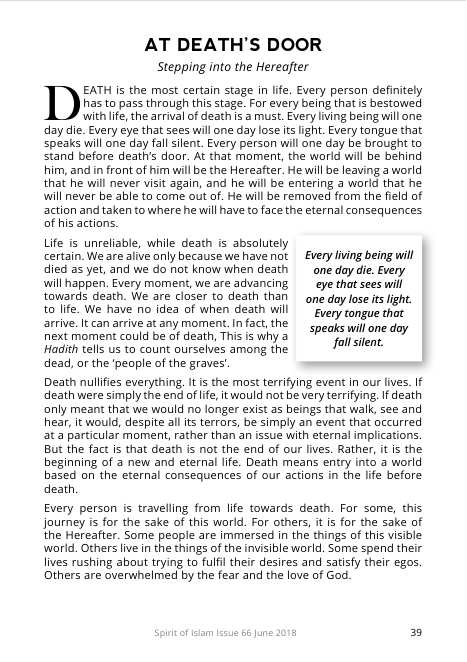 AT DEATH'S DOOR
Stepping into the Hereafter
DEATH is the most certain stage in life. Every person definitely
has to pass through this stage. For every being that is bestowed
with life, the arrival of death is a must. Every living being will one
day die. Every eye that sees will one day lose its light. Every tongue that
speaks will one day fall silent. Every person will one day be brought to
stand before death's door. At that moment, the world will be behind
him, and in front of him will be the Hereafter. He will be leaving a world
that he will never visit again, and he will be entering a world that he
will never be able to come out of. He will be removed from the field of
action and taken to where he will have to face the eternal consequences
of his actions.
Life is unreliable, while death is absolutely
certain. We are alive only because we have not
died as yet, and we do not know when death
will happen. Every moment, we are advancing
towards death. We are closer to death than
to life. We have no idea of when death will
arrive. It can arrive at any moment. In fact, the
next moment could be of death, This is why a
Hadith tells us to count ourselves among the
dead, or the 'people of the graves'.
Every living being will
one day die. Every
eye that sees will
one day lose its light.
Every tongue that
speaks will one day
fall silent.
Death nullifies everything. It is the most terrifying event in our lives. If
death were simply the end of life, it would not be very terrifying. If death
only meant that we would no longer exist as beings that walk, see and
hear, it would, despite all its terrors, be simply an event that occurred
at a particular moment, rather than an issue with eternal implications.
But the fact is that death is not the end of our lives. Rather, it is the
beginning of a new and eternal life. Death means entry into a world
based on the eternal consequences of our actions in the life before
death.
Every person is travelling from life towards death. For some, this
journey is for the sake of this world. For others, it is for the sake of
the Hereafter. Some people are immersed in the things of this visible
world. Others live in the things of the invisible world. Some spend their
lives rushing about trying to fulfil their desires and satisfy their egos.
Others are overwhelmed by the fear and the love of God.
Spirit of Islam Issue 66 June 2018
39